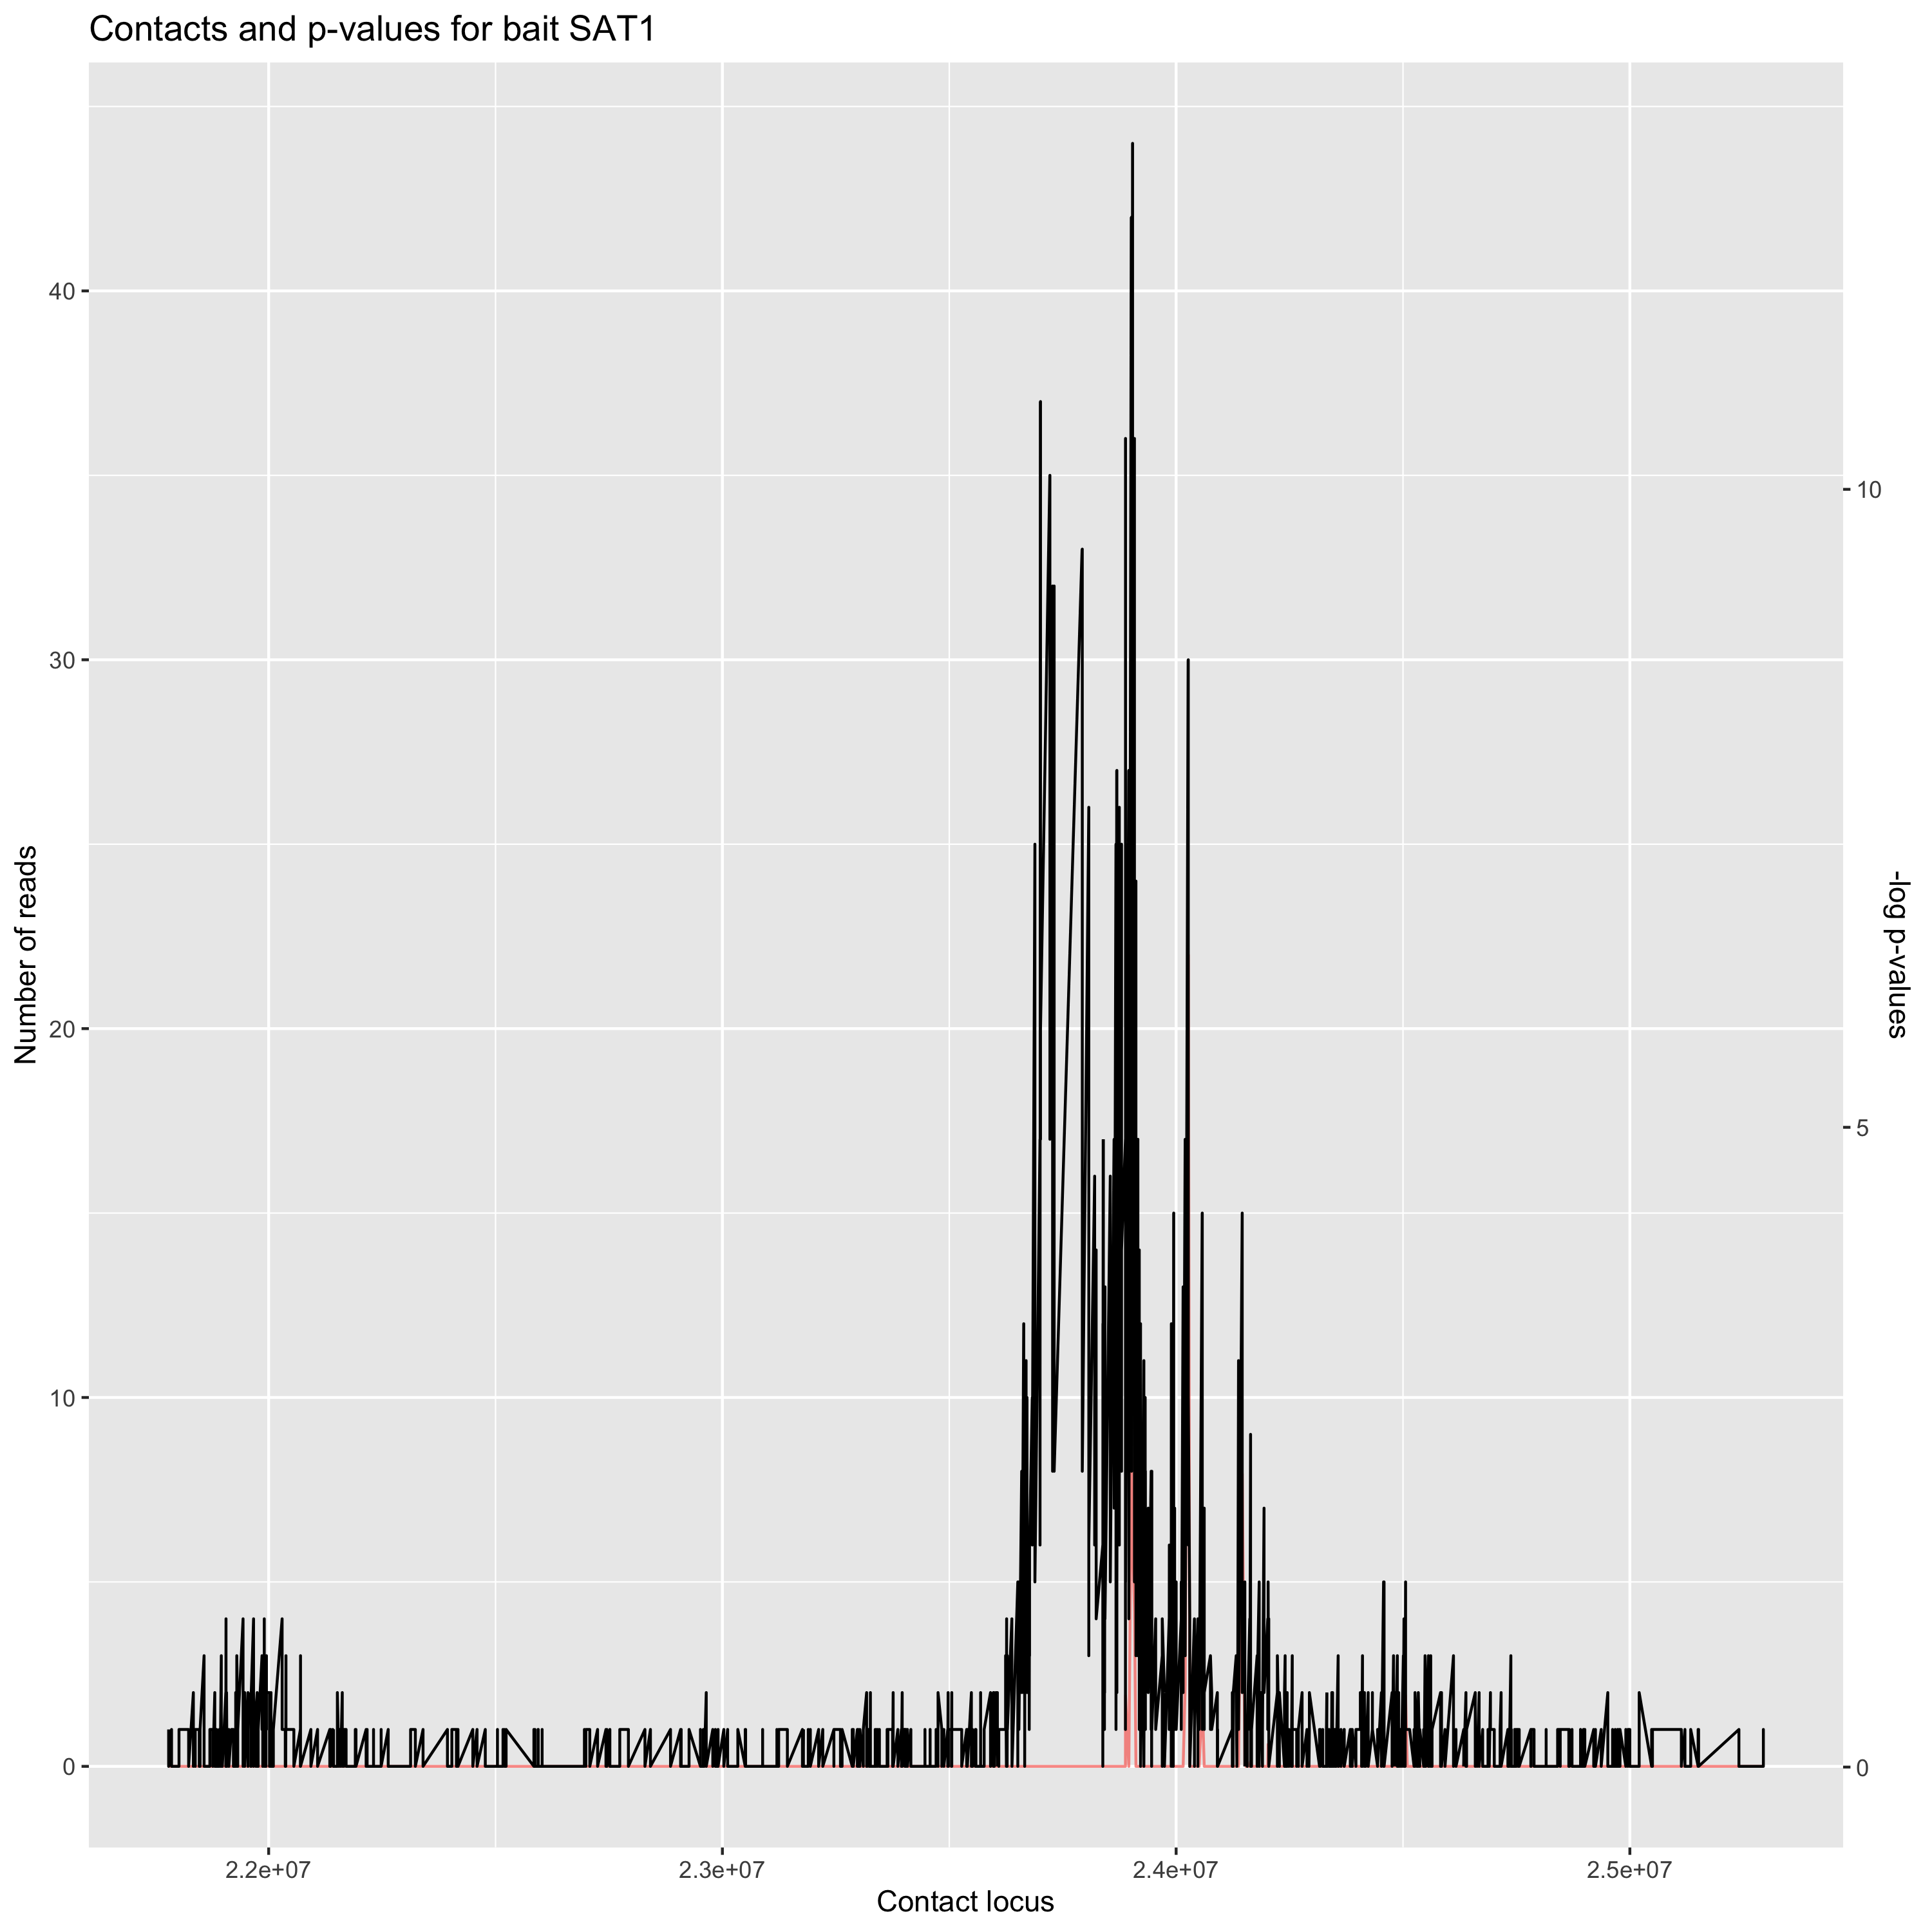 Contacts and p-values for bait SAT1
40
30
20
10
0
Number of reads
10
5
0
-log p-values
2.2e+07
2.3e+07
2.4e+07
2.5e+07
Contact locus